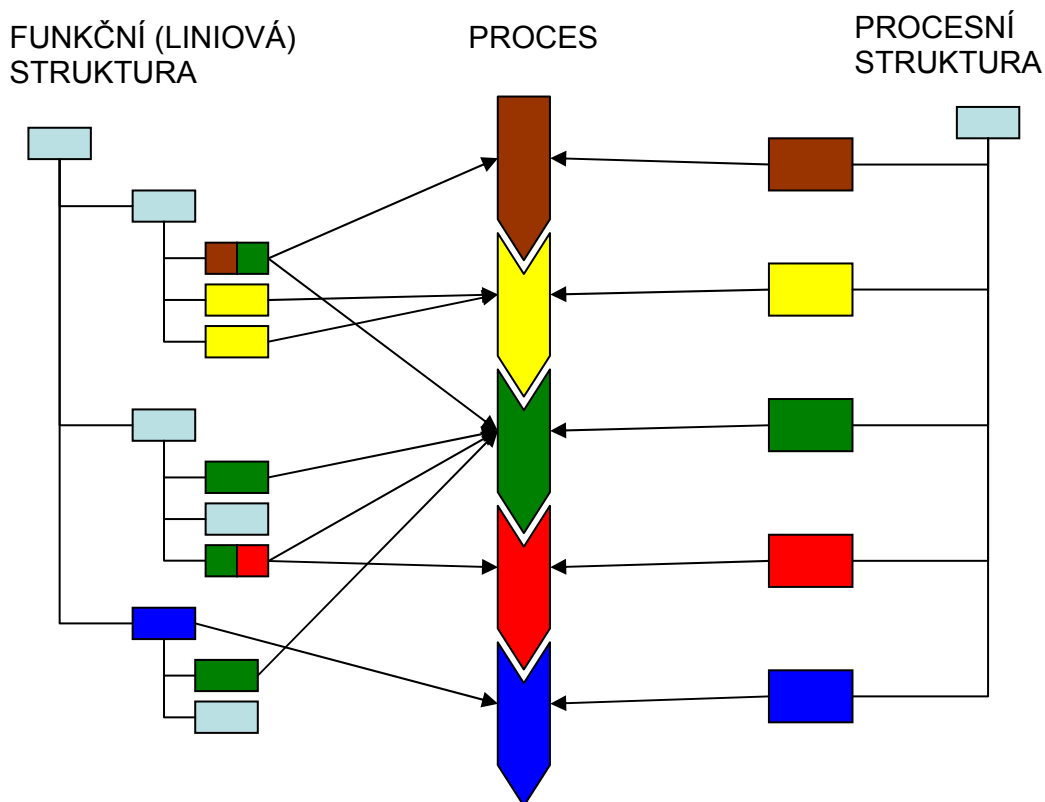 FUNKČNÍ (LINIOVÁ)
STRUKTURA
PROCES
PROCESNÍ
STRUKTURA